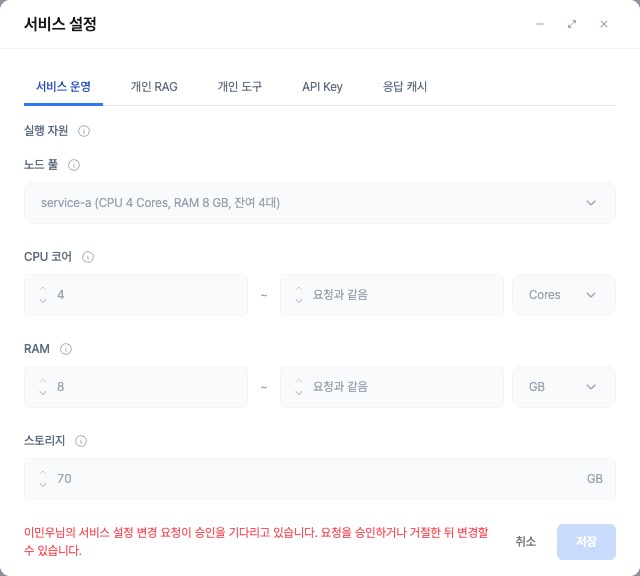 서비스 설정
서비스 운영 개인 RAG 개인 도구 API Key 응답 캐시
실행 자원
노드 풀
service-a (CPU 4 Cores, RAM 8 GB, 잔여 4대)
CPU 코어
4 ~ 요청과 같음 Cores
RAM
8 ~ 요청과 같음 GB
스토리지
70 GB
이민우님의 서비스 설정 변경 요청이 승인을 기다리고 있습니다. 요청을 승인하거나 거절한 뒤 변경할
수 있습니다.
취소 저장